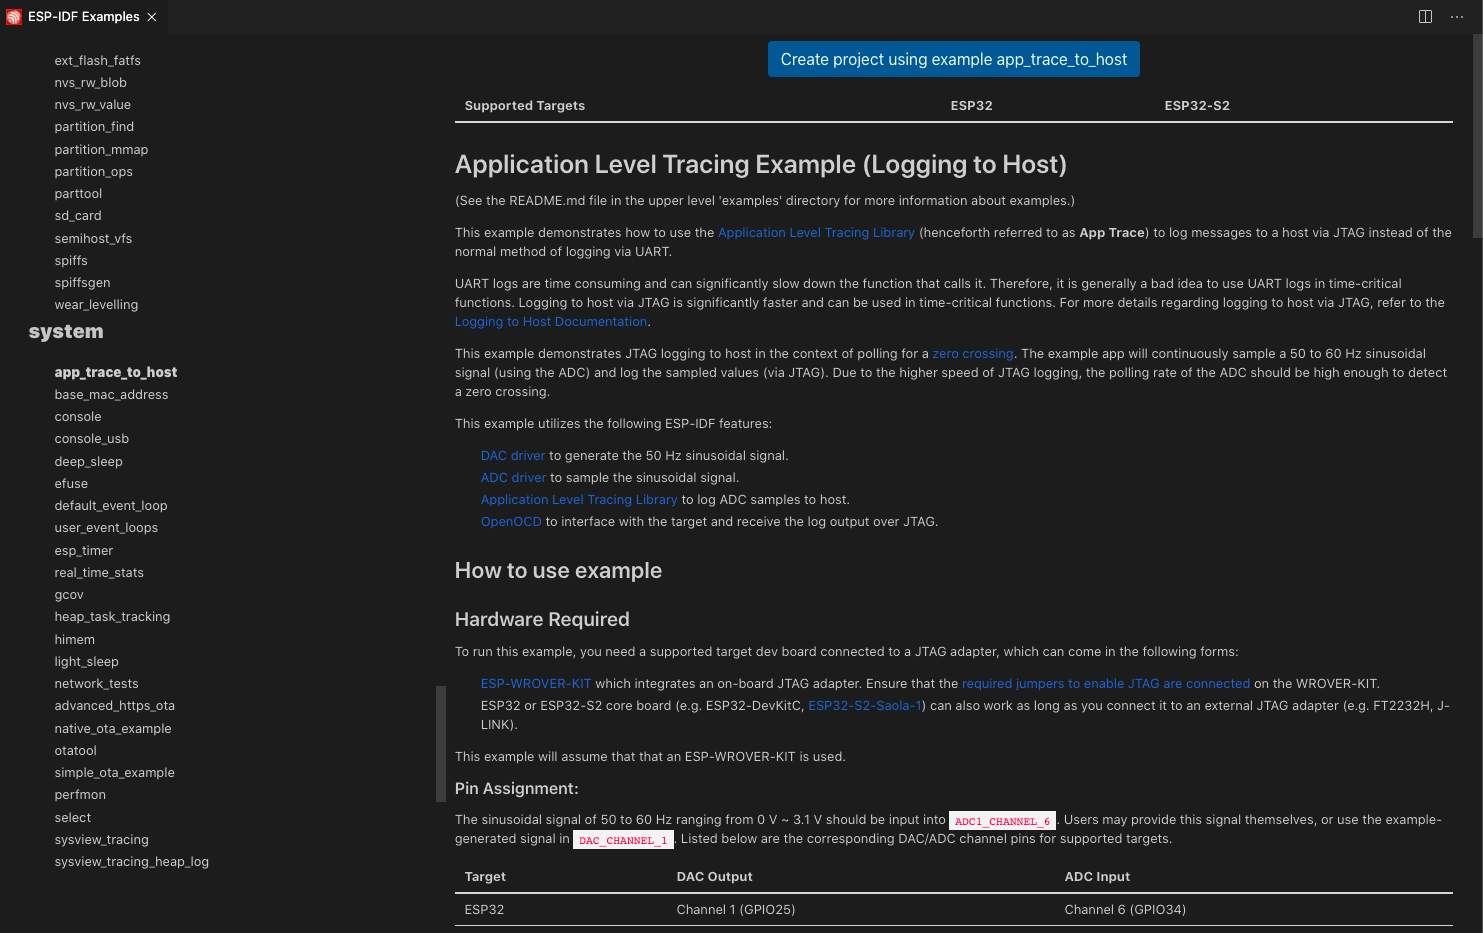 ESP-IDF Examples
ext_flash_fatfs
nvs_rw_blob
nvs_rw_value
partition_find
partition_mmap
partition_ops
parttool
sd_card
semihost_vfs
spiffs
spiffsgen
wear_levelling
system
app_trace_to_host
base_mac_address
console
console_usb
deep_sleep
efuse
default_event_loop
user_event_loops
esp_timer
real_time_stats
gcov
heap_task_tracking
himem
light_sleep
network_tests
advanced_https_ota
native_ota_example
otatool
simple_ota_example
perfmon
select
sysview_tracing
sysview_tracing_heap_log
Create project using example app_trace_to_host
Supported Targets ESP32 ESP32-S2
Application Level Tracing Example (Logging to Host)
(See the README.md file in the upper level 'examples' directory for more information about examples.)
This example demonstrates how to use the Application Level Tracing Library (henceforth referred to as App Trace) to log messages to a host via JTAG instead of the
normal method of logging via UART.
UART logs are time consuming and can significantly slow down the function that calls it. Therefore, it is generally a bad idea to use UART logs in time-critical
functions. Logging to host via JTAG is significantly faster and can be used in time-critical functions. For more details regarding logging to host via JTAG, refer to the
Logging to Host Documentation.
This example demonstrates JTAG logging to host in the context of polling for a zero crossing. The example app will continuously sample a 50 to 60 Hz sinusoidal
signal (using the ADC) and log the sampled values (via JTAG). Due to the higher speed of JTAG logging, the polling rate of the ADC should be high enough to detect
a zero crossing.
This example utilizes the following ESP-IDF features:
DAC driver to generate the 50 Hz sinusoidal signal.
ADC driver to sample the sinusoidal signal.
Application Level Tracing Library to log ADC samples to host.
OpenOCD to interface with the target and receive the log output over JTAG.
How to use example
Hardware Required
To run this example, you need a supported target dev board connected to a JTAG adapter, which can come in the following forms:
ESP-WROVER-KIT which integrates an on-board JTAG adapter. Ensure that the required jumpers to enable JTAG are connected on the WROVER-KIT.
ESP32 or ESP32-S2 core board (e.g. ESP32-DevKitC, ESP32-S2-Saola-1) can also work as long as you connect it to an external JTAG adapter (e.g. FT2232H, J-
LINK).
This example will assume that that an ESP-WROVER-KIT is used.
Pin Assignment:
The sinusoidal signal of 50 to 60 Hz ranging from 0 V ~ 3.1 V should be input into ADC1_CHANNEL_6. Users may provide this signal themselves, or use the example-
generated signal in DAC_CHANNEL_1. Listed below are the corresponding DAC/ADC channel pins for supported targets.
Target DAC Output ADC Input
ESP32 Channel 1 (GPIO25) Channel 6 (GPIO34)